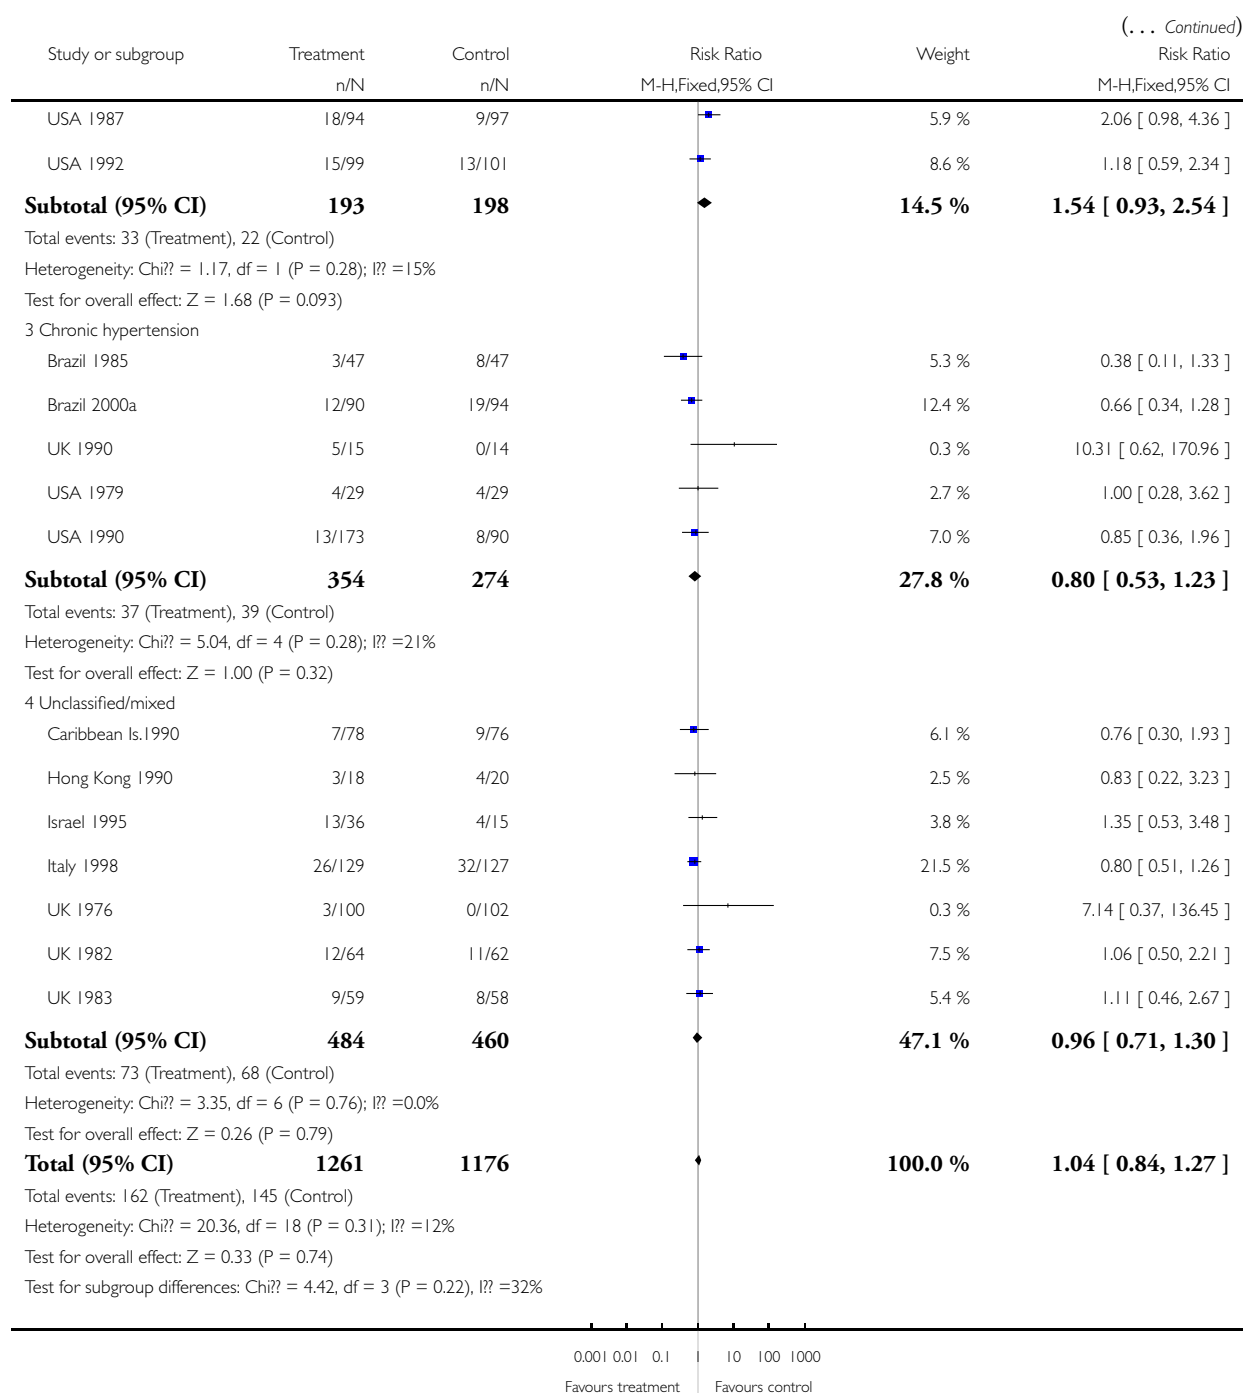 (... Continued)
Study or subgroup Treatment Control Risk Ratio Weight Risk Ratio
n/N n/N M-H,Fixed,95% CI M-H,Fixed,95% CI
USA 1987 18/94 9/97 5.9 % 2.06 [ 0.98, 4.36 ]
USA 1992 15/99 13/101 8.6 % 1.18 [ 0.59, 2.34 ]
Subtotal (95% CI) 193 198 14.5 % 1.54 [ 0.93, 2.54 ]
Total events: 33 (Treatment), 22 (Control)
Heterogeneity: Chi?? = 1.17, df = 1 (P = 0.28); I?? =15%
Test for overall effect: Z = 1.68 (P = 0.093)
3 Chronic hypertension
Brazil 1985 3/47 8/47 5.3 % 0.38 [ 0.11, 1.33 ]
Brazil 2000a 12/90 19/94 12.4 % 0.66 [ 0.34, 1.28 ]
UK 1990 5/15 0/14 0.3 % 10.31 [ 0.62, 170.96 ]
USA 1979 4/29 4/29 2.7 % 1.00 [ 0.28, 3.62 ]
USA 1990 13/173 8/90 7.0 % 0.85 [ 0.36, 1.96 ]
Subtotal (95% CI) 354 274 27.8 % 0.80 [ 0.53, 1.23 ]
Total events: 37 (Treatment), 39 (Control)
Heterogeneity: Chi?? = 5.04, df = 4 (P = 0.28); I?? =21%
Test for overall effect: Z = 1.00 (P = 0.32)
4 Unclassified/mixed
Caribbean Is.1990 7/78 9/76 6.1 % 0.76 [ 0.30, 1.93 ]
Hong Kong 1990 3/18 4/20 2.5 % 0.83 [ 0.22, 3.23 ]
Israel 1995 13/36 4/15 3.8 % 1.35 [ 0.53, 3.48 ]
Italy 1998 26/129 32/127 21.5 % 0.80 [ 0.51, 1.26 ]
UK 1976 3/100 0/102 0.3 % 7.14 [ 0.37, 136.45 ]
UK 1982 12/64 11/62 7.5 % 1.06 [ 0.50, 2.21 ]
UK 1983 9/59 8/58 5.4 % 1.11 [ 0.46, 2.67 ]
Subtotal (95% CI) 484 460 47.1 % 0.96 [ 0.71, 1.30 ]
Total events: 73 (Treatment), 68 (Control)
Heterogeneity: Chi?? = 3.35, df = 6 (P = 0.76); I?? =0.0%
Test for overall effect: Z = 0.26 (P = 0.79)
Total (95% CI) 1261 1176 100.0 % 1.04 [ 0.84, 1.27 ]
Total events: 162 (Treatment), 145 (Control)
Heterogeneity: Chi?? = 20.36, df = 18 (P = 0.31); I?? =12%
Test for overall effect: Z = 0.33 (P = 0.74)
Test for subgroup differences: Chi?? = 4.42, df = 3 (P = 0.22), I?? =32%
0.001 0.01 0.1 1 10 100 1000
Favours treatment Favours control